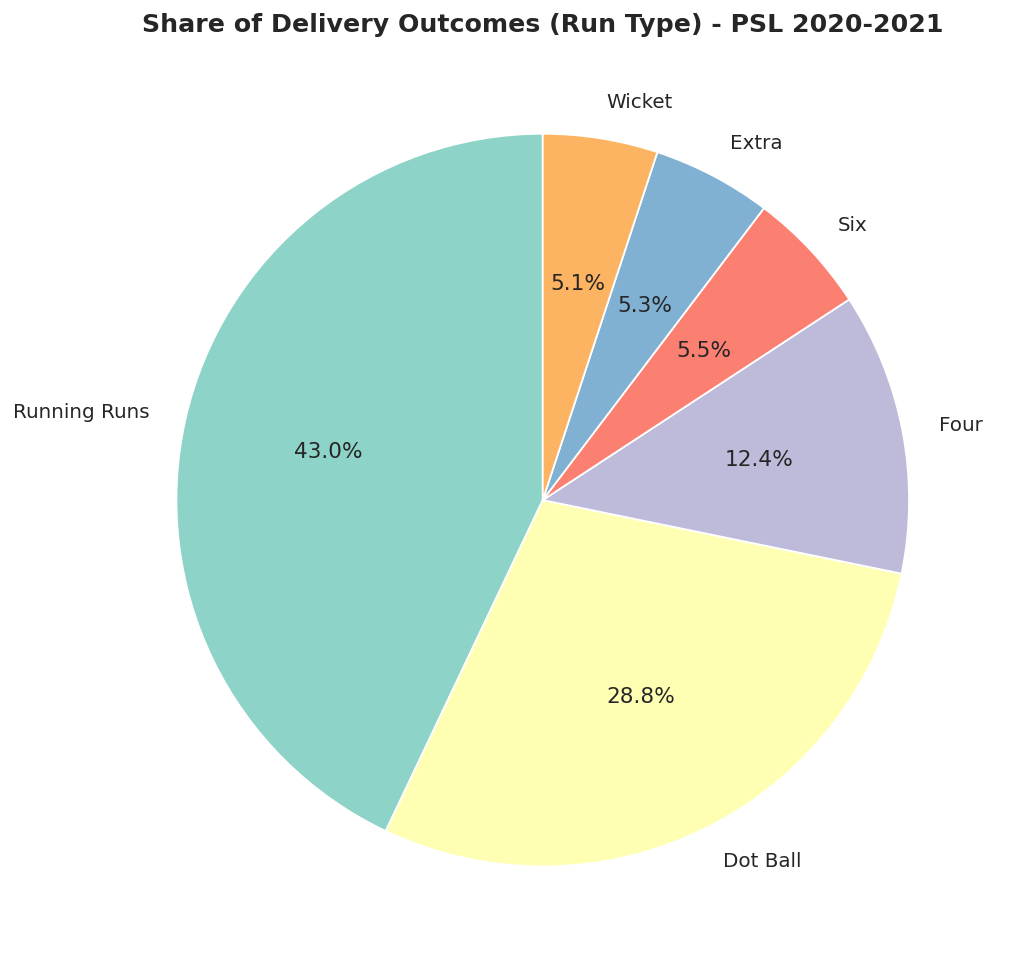 Share of Delivery Outcomes (Run Type) - PSL 2020-2021
Wicket
Extra
Six
Four
Dot Ball
Running Runs
5.1%
5.3%
5.5%
12.4%
28.8%
43.0%